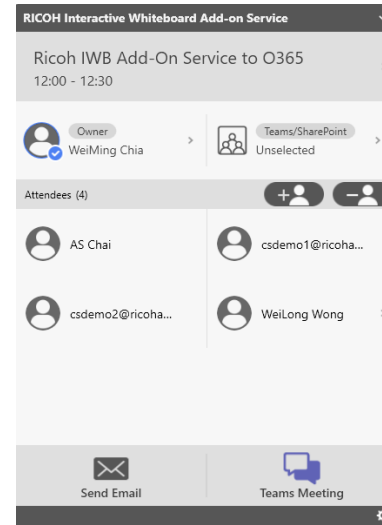 RICOH Interactive Whiteboard Add-on Service
Ricoh IWB Add-On Service to O365
12:00 - 12:30
Owner
WeiMing Chia
Teams/SharePoint
Unselected
Attendees (4)
AS Chai
csdemo1@ricoha...
csdemo2@ricoha...
WeiLong Wong
Send Email
Teams Meeting